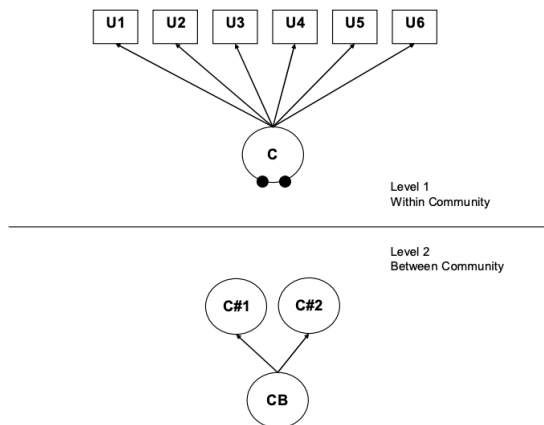 U1 U2 U3 U4 U5 U6
C
Level 1
Within Community
Level 2
Between Community
C#1 C#2
CB